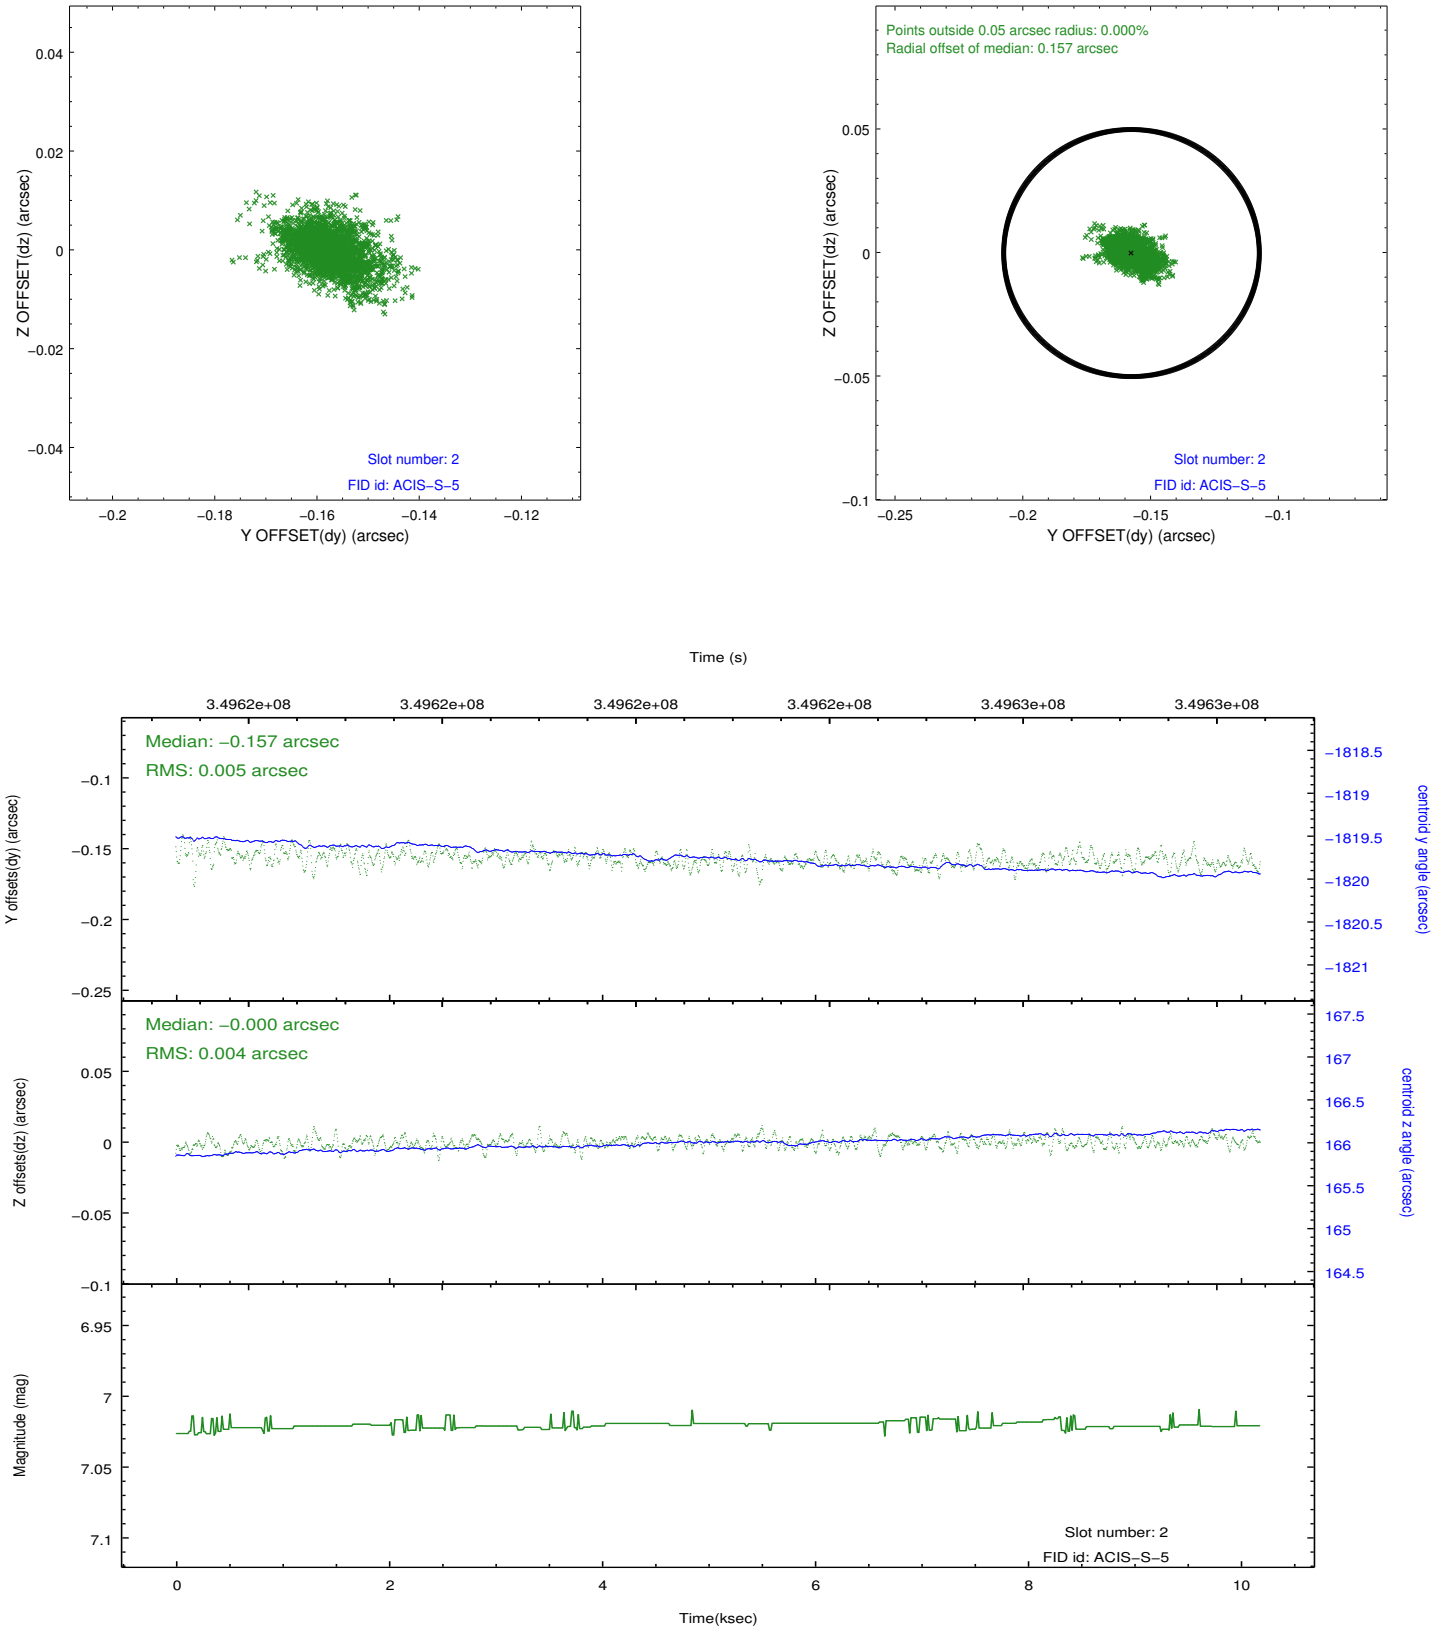 0.04
0.02
0
−0.02
−0.04
Z OFFSET(dz) (arcsec)
Slot number: 2
FID id: ACIS−S−5
−0.2
−0.18
−0.16
−0.14
−0.12
Y OFFSET(dy) (arcsec)
Points outside 0.05 arcsec radius: 0.000%
Radial offset of median: 0.157 arcsec
0.05
0
−0.05
−0.1
Z OFFSET(dz) (arcsec)
Slot number: 2
FID id: ACIS−S−5
−0.25
−0.2
−0.15
−0.1
Y OFFSET(dy) (arcsec)
Time (s)
3.4962e+08
3.4962e+08
3.4962e+08
3.4962e+08
3.4963e+08
3.4963e+08
Median: −0.157 arcsec
RMS: 0.005 arcsec
−0.1
−0.15
−0.2
−0.25
Y offsets(dy) (arcsec)
−1818.5
−1819
−1819.5
−1820
−1820.5
−1821
centroid y angle (arcsec)
Median: −0.000 arcsec
RMS: 0.004 arcsec
0.05
0
−0.05
−0.1
Z offsets(dz) (arcsec)
167.5
167
166.5
166
165.5
165
164.5
centroid z angle (arcsec)
6.95
7
7.05
7.1
Magnitude (mag)
Slot number: 2
FID id: ACIS−S−5
0
2
4
6
8
10
Time(ksec)